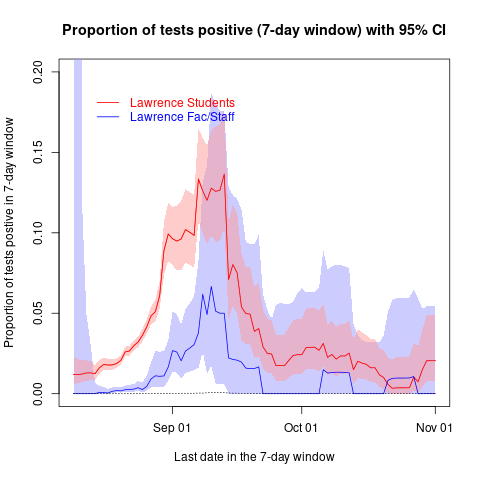 Proportion of tests positive (7-day window) with 95% CI
Proportion of tests postive in 7-day window
0.20
0.15
0.10
0.05
0.00
Lawrence Students
Lawrence Fac/Staff
Sep 01
Oct 01
Nov 01
Last date in the 7-day window